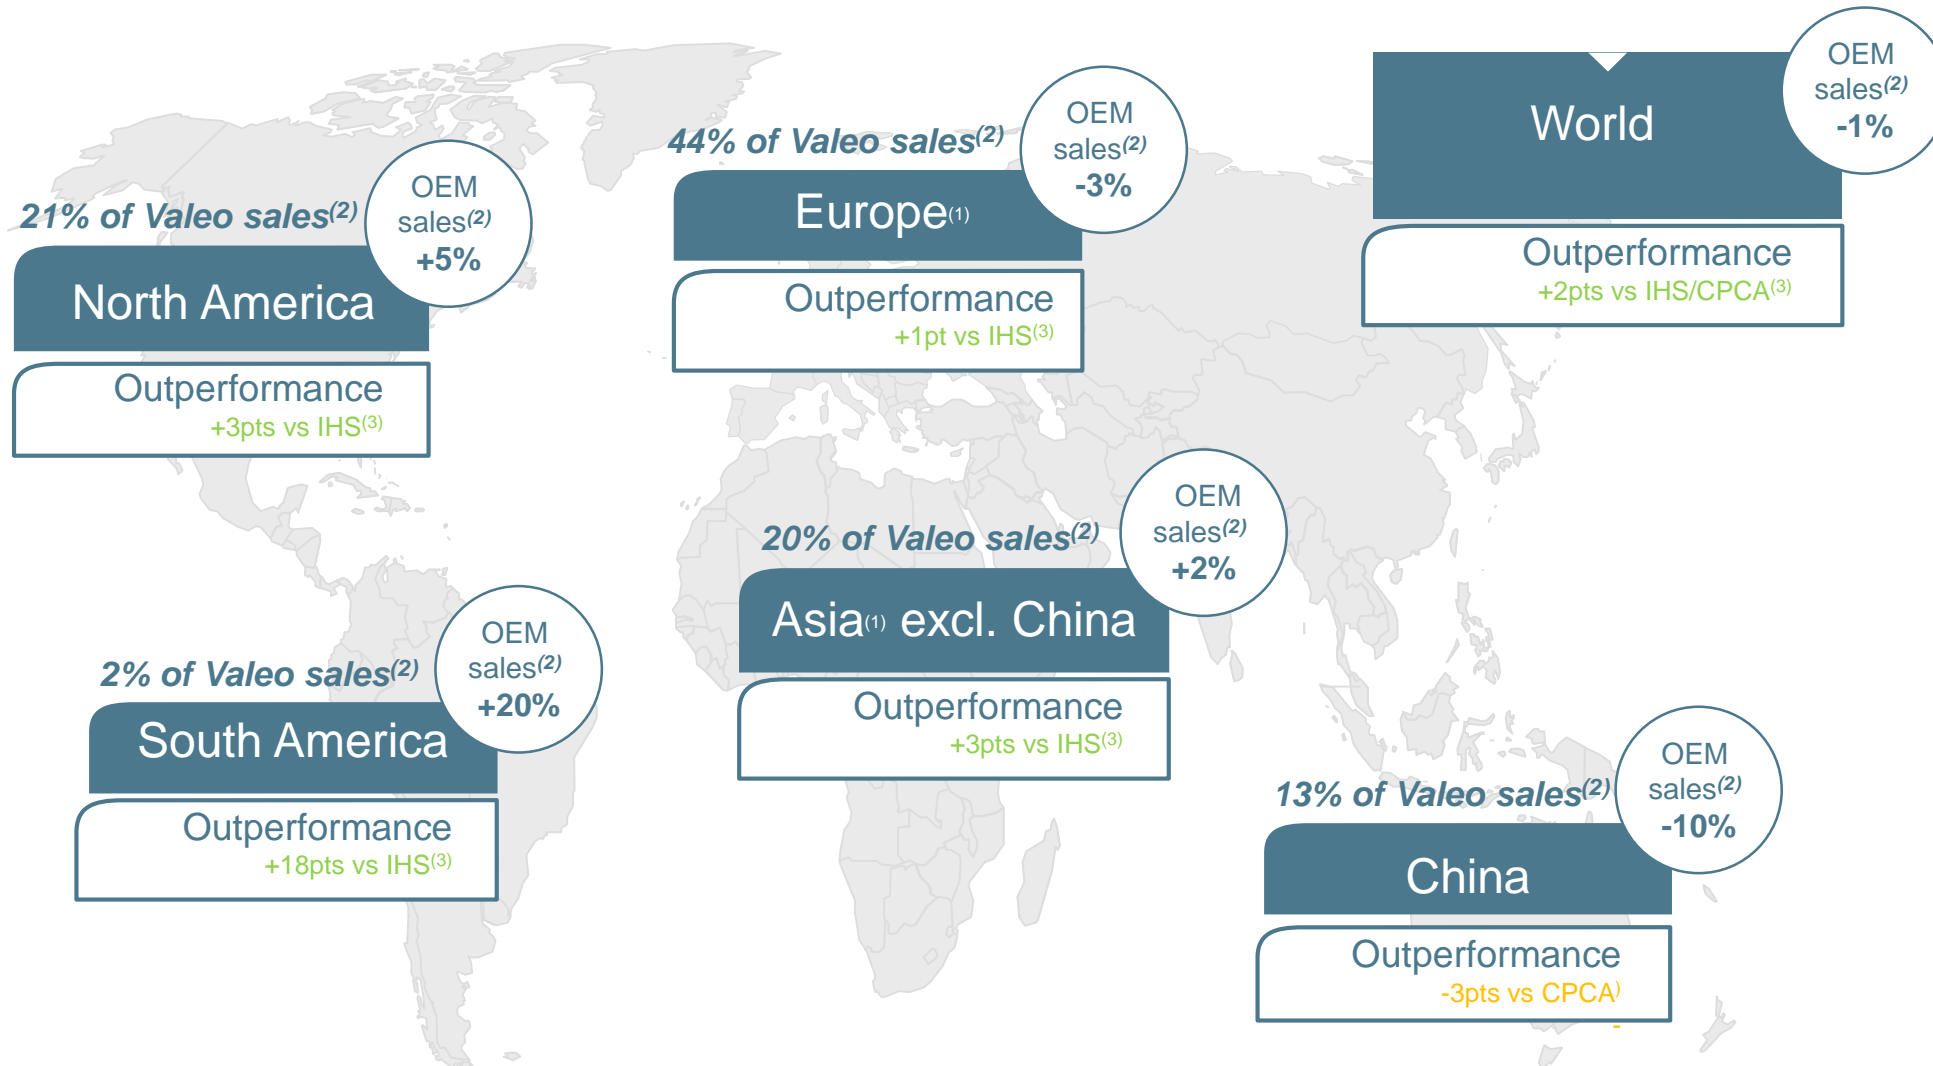 21% of Valeo sales(2)
OEM
sales(2)
+5%
North America
Outperformance
+3pts vs IHS(3)
44% of Valeo sales(2)
OEM
sales(2)
-3%
Europe(1)
Outperformance
+1pt vs IHS(3)
OEM
sales(2)
-1%
World
Outperformance
+2pts vs IHS/CPCA(3)
2% of Valeo sales(2)
OEM
sales(2)
+20%
South America
Outperformance
+18pts vs IHS(3)
20% of Valeo sales(2)
OEM
sales(2)
+2%
Asia(1) excl. China
Outperformance
+3pts vs IHS(3)
13% of Valeo sales(2)
OEM
sales(2)
-10%
China
Outperformance
-3pts vs CPCA)
-